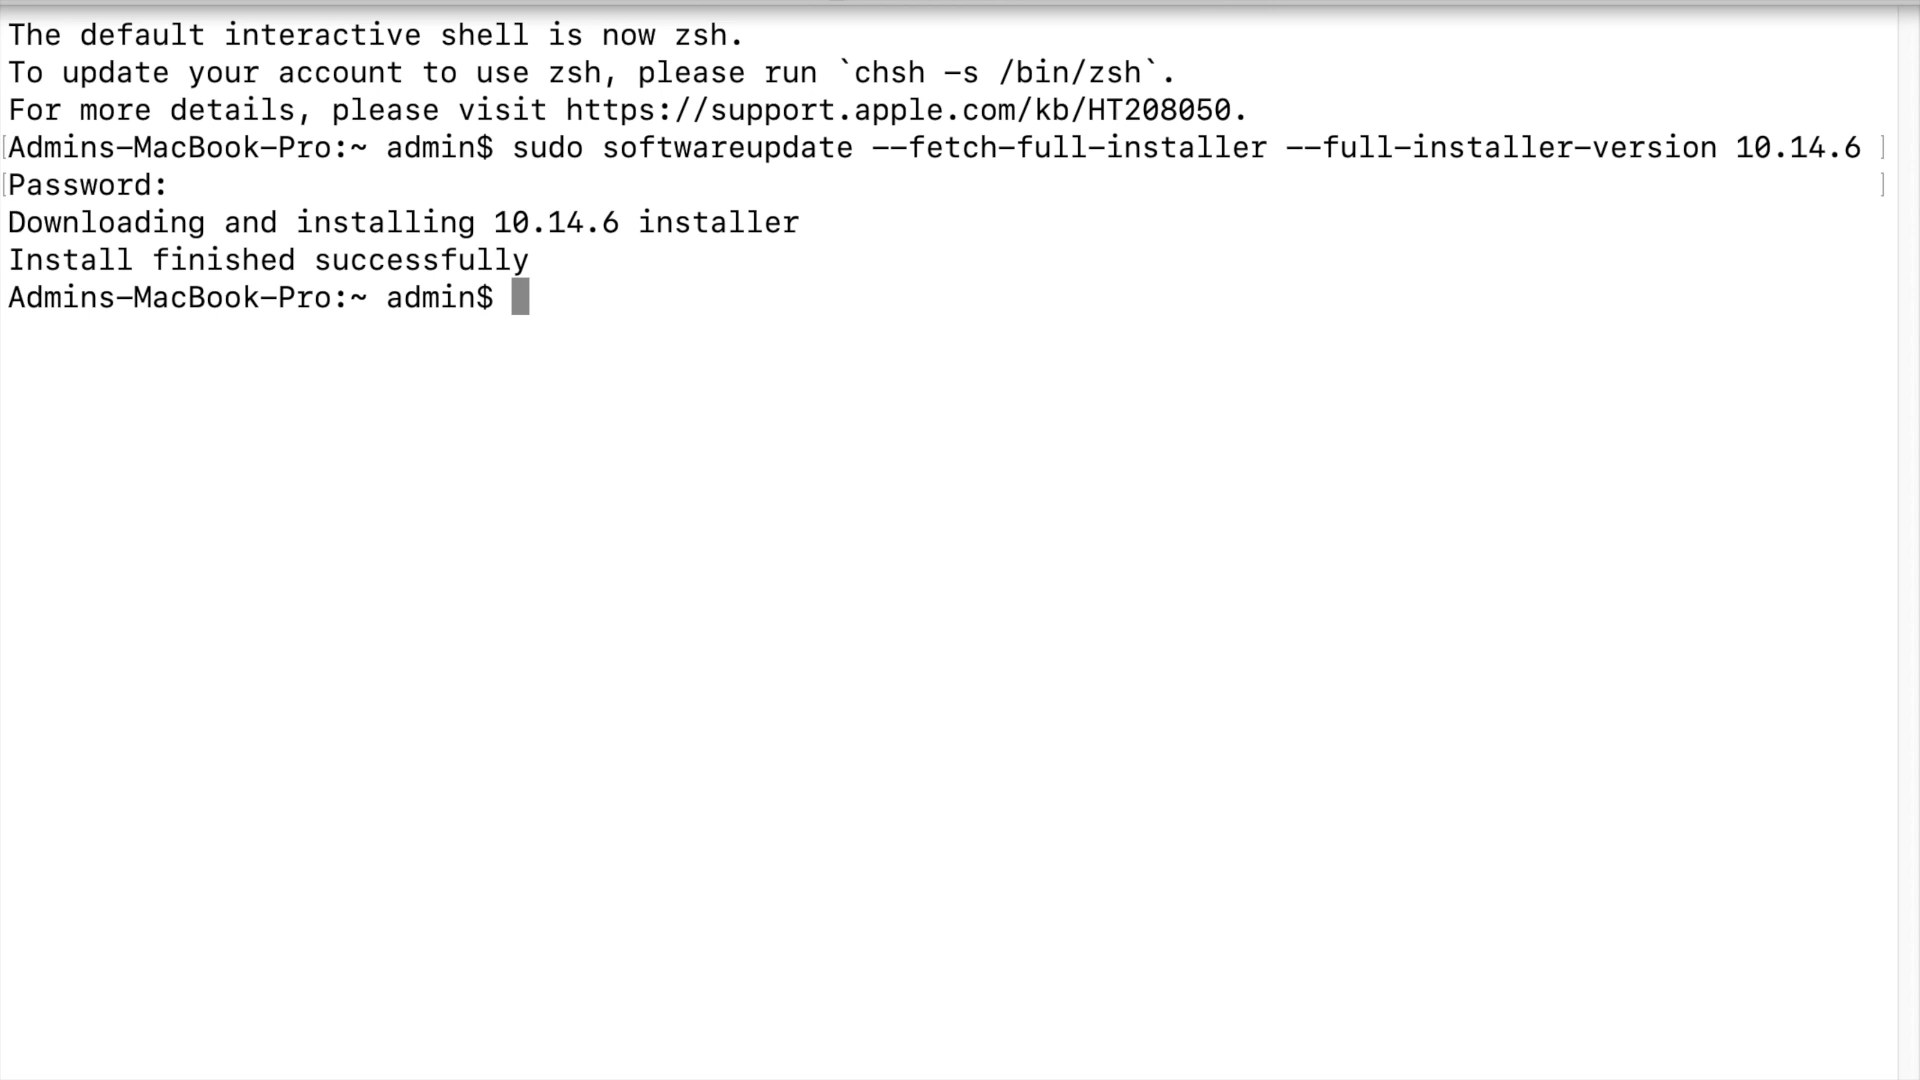 The default interactive shell is now zsh.
To update your account to use zsh, please run `chsh -s /bin/zsh`.
For more details, please visit https://support.apple.com/kb/HT208050.
[Admins-MacBook-Pro:~ admin$ sudo softwareupdate --fetch-full-installer --full-installer-version 10.14.6 ]
[Password: ]
Downloading and installing 10.14.6 installer
Install finished successfully
Admins-MacBook-Pro:~ admin$